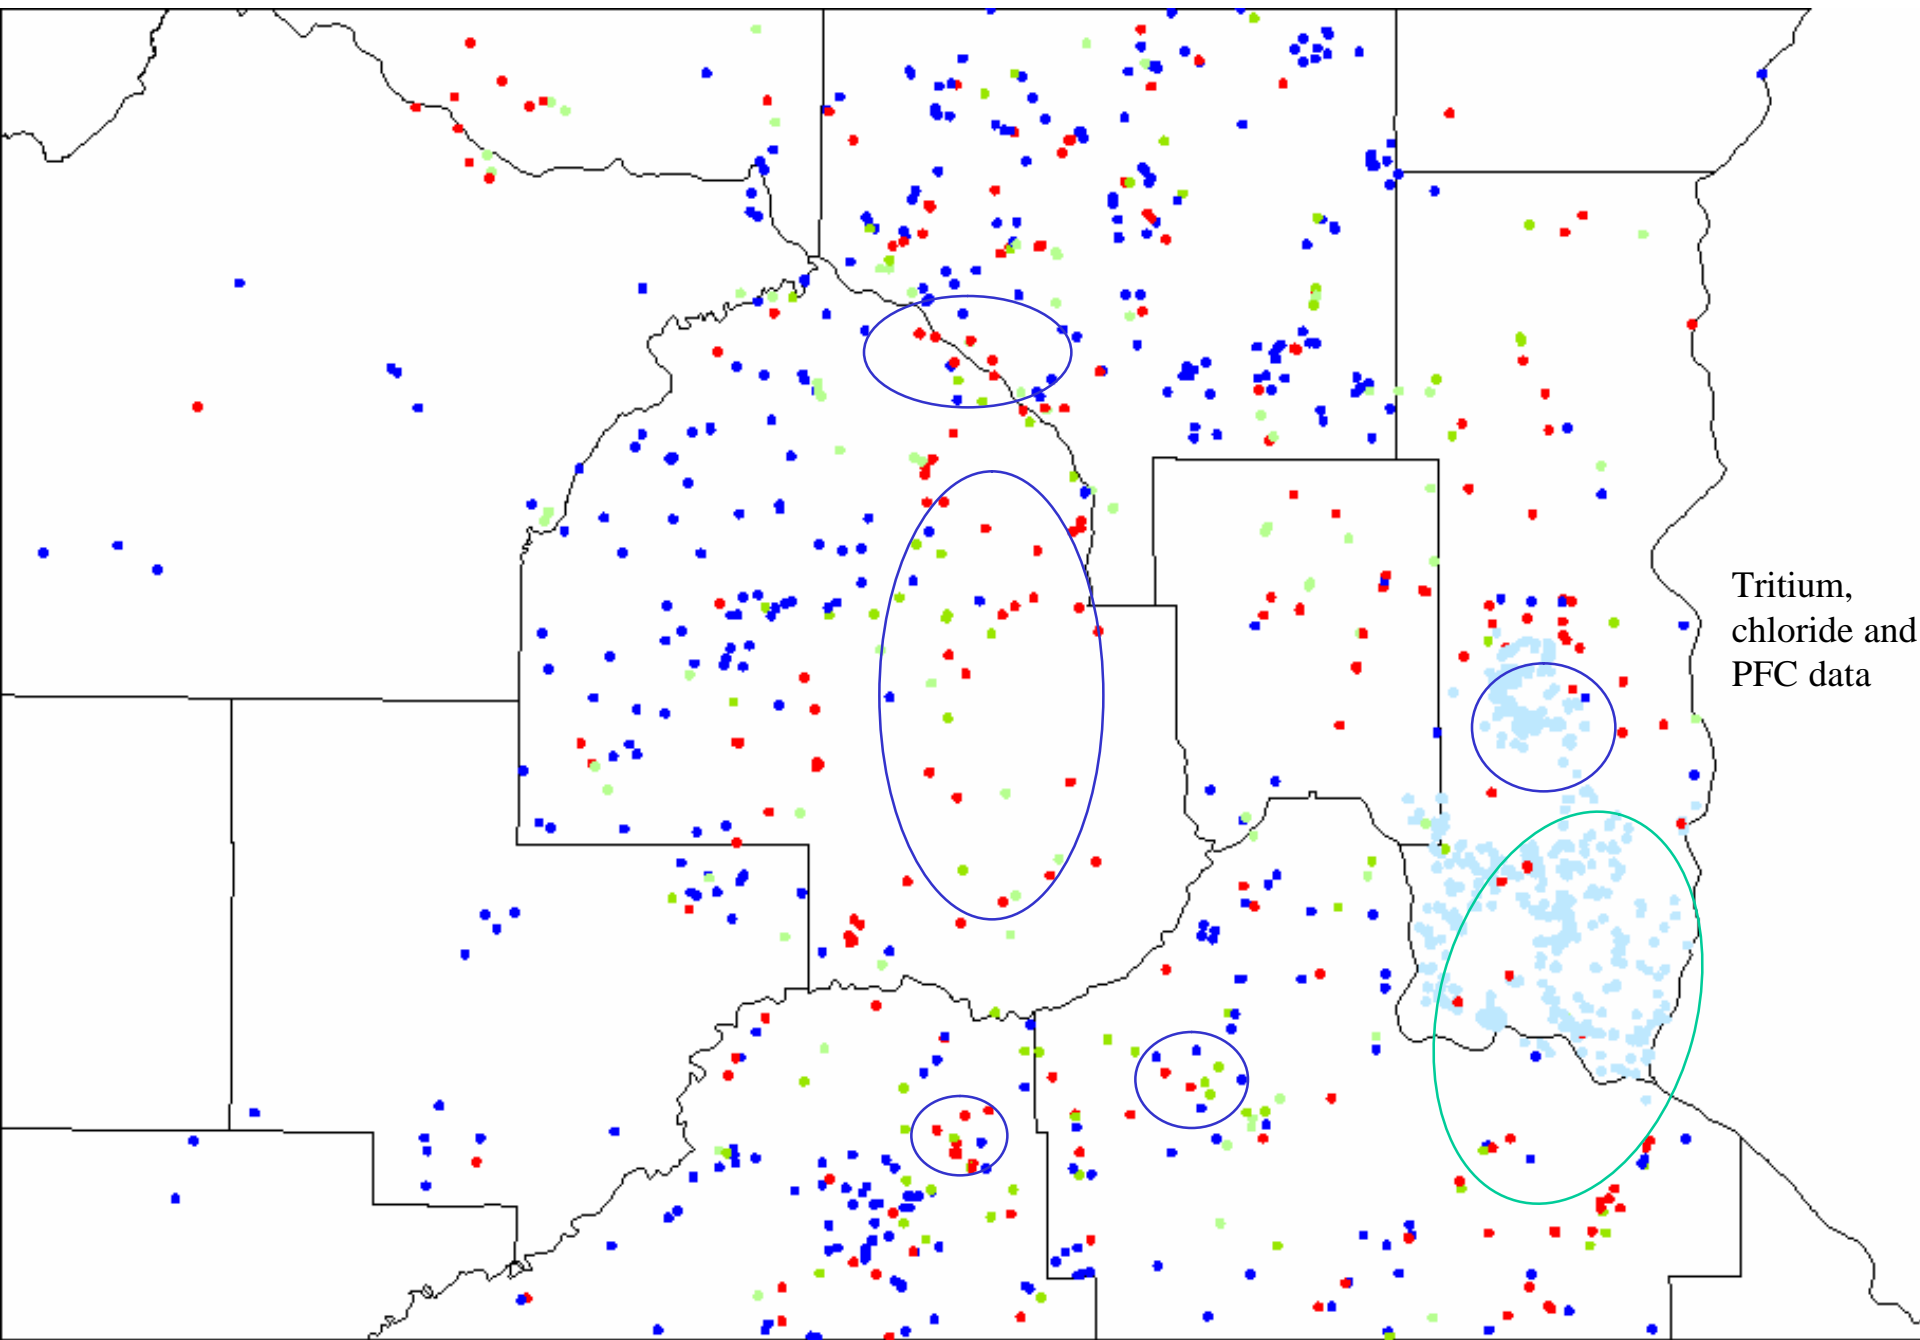 Tritium,
chloride and
PFC data